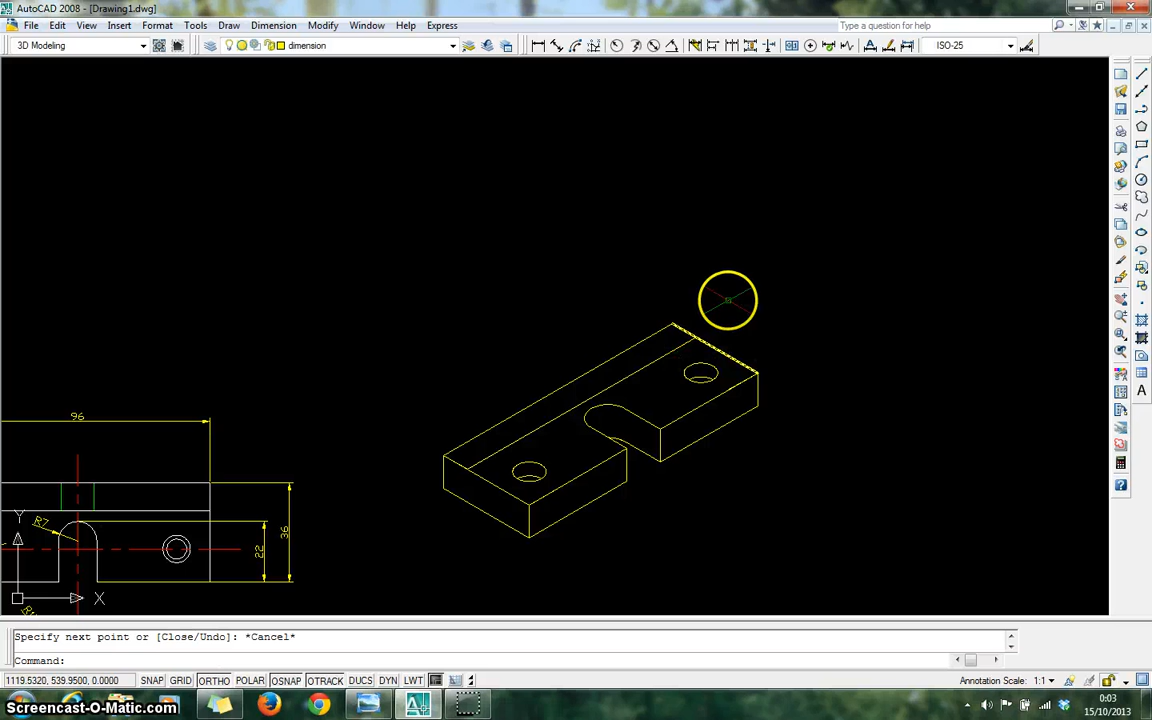 AutoCAD 2008 - [Drawing1.dwg]
File Edit View Insert Format Tools Draw Dimension Modify Window Help Express
Type a question for help
3D Modeling
dimension
ISO-25
96
R7
36
22
Y
X
Specify next point or [Close/Undo]: *Cancel*
Command:
1119.5320, 539.9500, 0.0000 SNAP GRID ORTHO POLAR OSNAP OTRACK DUCS DYN LWT Annotation Scale: 1:1
Screencast-O-Matic.com
0:03
15/10/2013